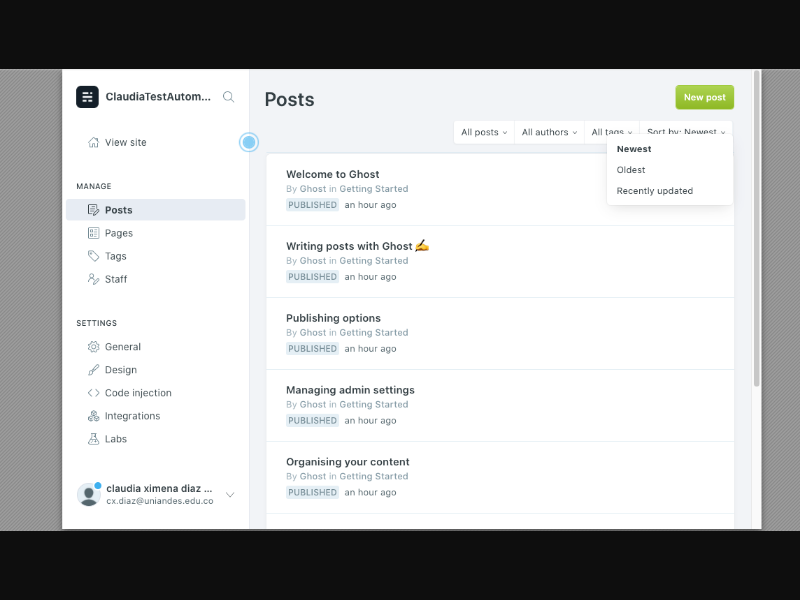 ClaudiaTestAutom...
View site
MANAGE
Posts
Pages
Tags
Staff
SETTINGS
General
Design
Code injection
Integrations
Labs
claudia ximena diaz ...
cx.diaz@uniandes.edu.co
Posts
New post
All posts All authors All tags Sort by: Newest
Newest
Oldest
Recently updated
Welcome to Ghost
By Ghost in Getting Started
PUBLISHED an hour ago
Writing posts with Ghost ✍️
By Ghost in Getting Started
PUBLISHED an hour ago
Publishing options
By Ghost in Getting Started
PUBLISHED an hour ago
Managing admin settings
By Ghost in Getting Started
PUBLISHED an hour ago
Organising your content
By Ghost in Getting Started
PUBLISHED an hour ago